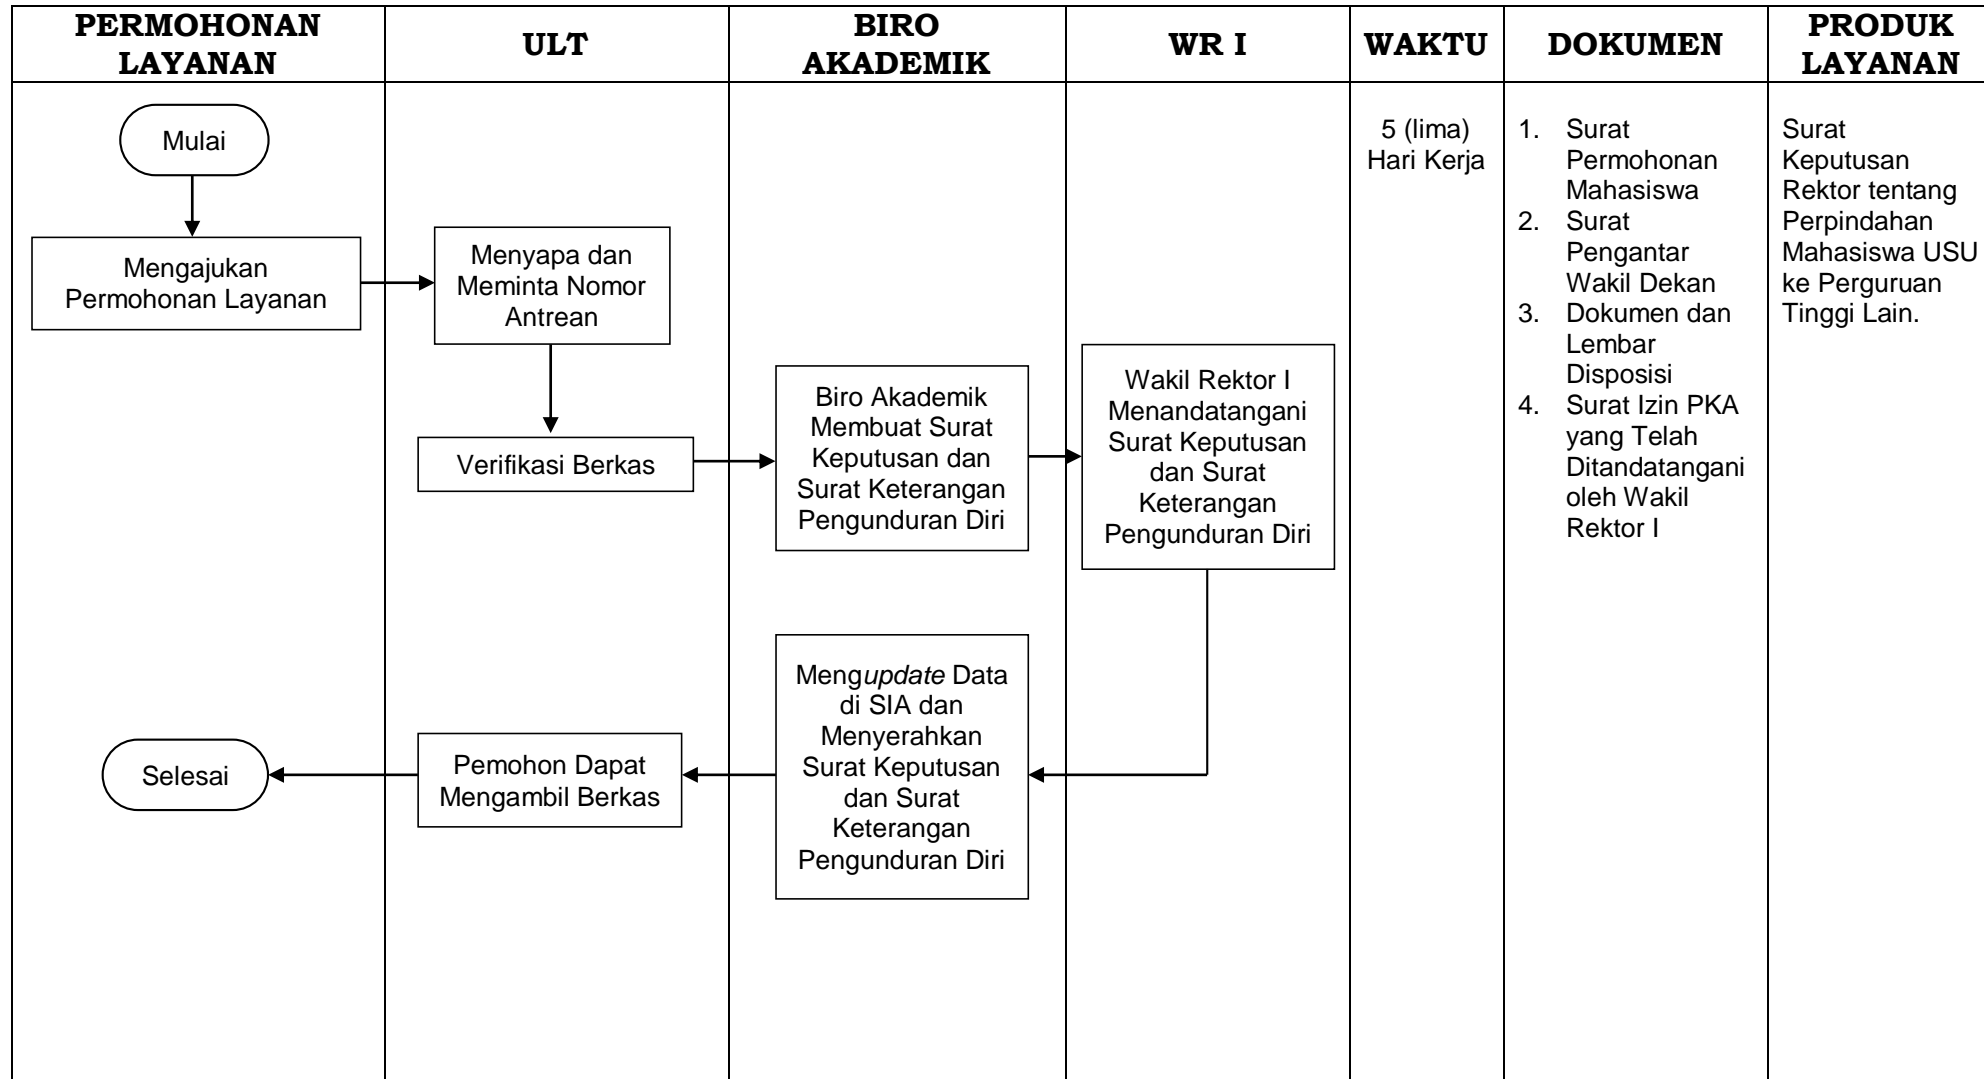 PERMOHONAN
LAYANAN
ULT
BIRO
AKADEMIK
WR I
WAKTU
DOKUMEN
PRODUK
LAYANAN
Mulai
Mengajukan
Permohonan Layanan
Menyapa dan
Meminta Nomor
Antrean
Verifikasi Berkas
Biro Akademik
Membuat Surat
Keputusan dan
Surat Keterangan
Pengunduran Diri
Wakil Rektor I
Menandatangani
Surat Keputusan
dan Surat
Keterangan
Pengunduran Diri
Mengupdate Data
di SIA dan
Menyerahkan
Surat Keputusan
dan Surat
Keterangan
Pengunduran Diri
Pemohon Dapat
Mengambil Berkas
Selesai
5 (lima)
Hari Kerja
1. Surat
Permohonan
Mahasiswa
2. Surat
Pengantar
Wakil Dekan
3. Dokumen dan
Lembar
Disposisi
4. Surat Izin PKA
yang Telah
Ditandatangani
oleh Wakil
Rektor I
Surat
Keputusan
Rektor tentang
Perpindahan
Mahasiswa USU
ke Perguruan
Tinggi Lain.